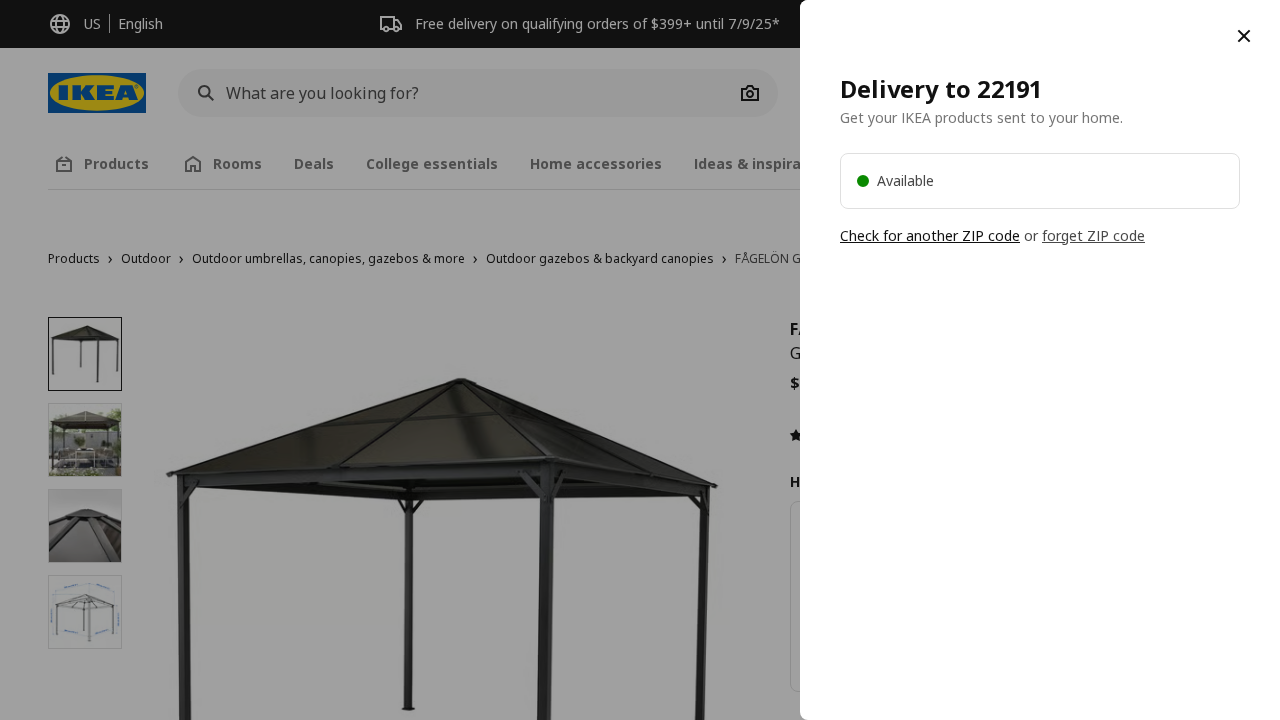 US English
Free delivery on qualifying orders of $399+ until 7/9/25*
IKEA
What are you looking for?
Products Rooms Deals College essentials Home accessories Ideas & inspira
Products › Outdoor › Outdoor umbrellas, canopies, gazebos & more › Outdoor gazebos & backyard canopies › FÅGELÖN G
$
Delivery to 22191
Get your IKEA products sent to your home.
Available
Check for another ZIP code or forget ZIP code